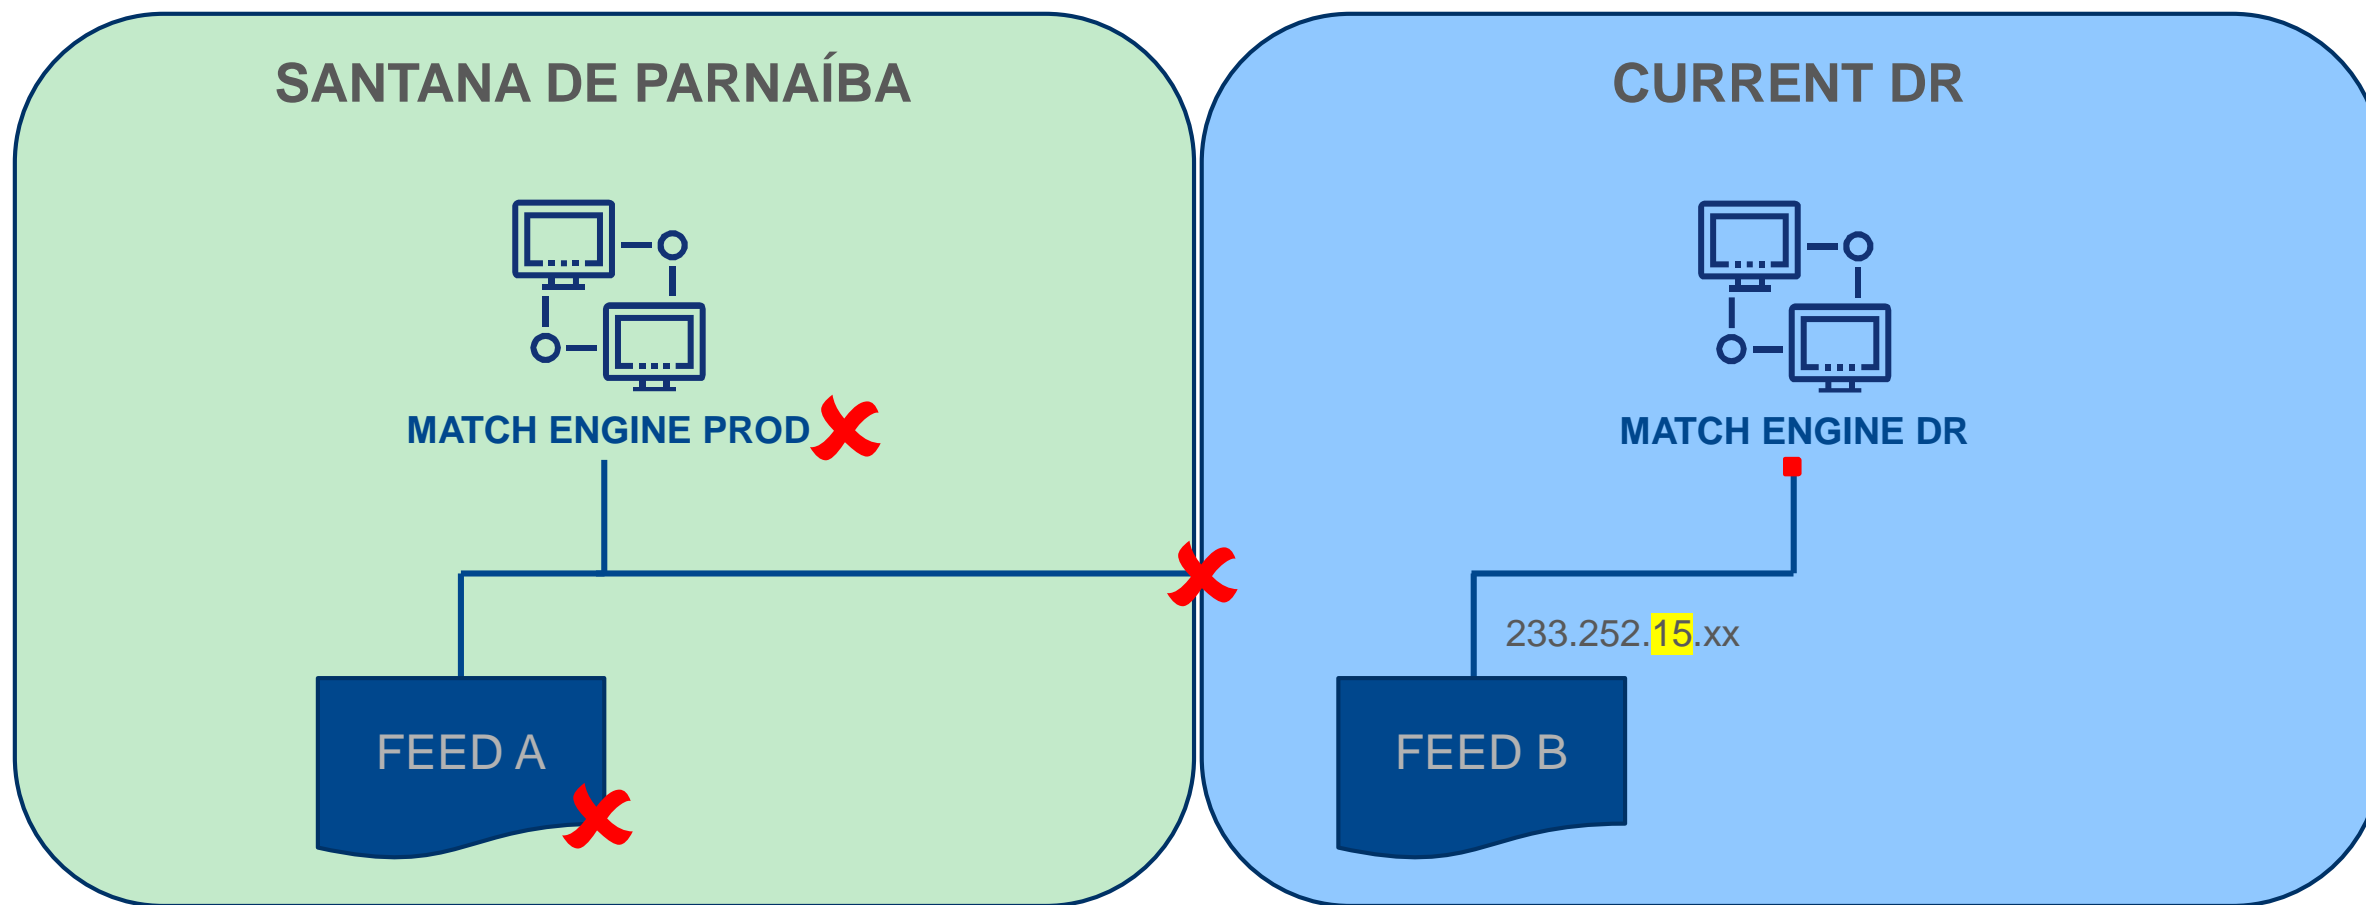 SANTANA DE PARNAÍBA
CURRENT DR
MATCH ENGINE PROD
MATCH ENGINE DR
233.252.15.xx
FEED A
FEED B